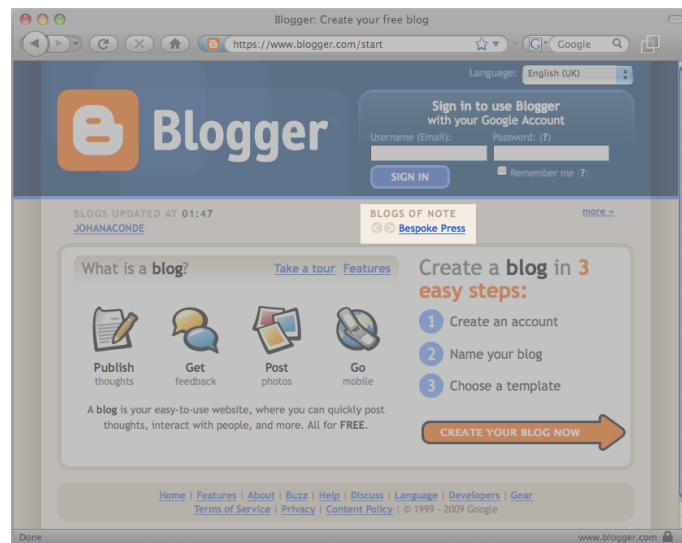 Blogger: Create your free blog
https://www.blogger.com/start
Google
Language: English (UK)
Blogger
Sign in to use Blogger
with your Google Account
Username (Email): Password: (?)
SIGN IN
Remember me (?)
BLOGS UPDATED AT 01:47
JOHANACONDE
BLOGS OF NOTE
Bespoke Press
more »
What is a blog?
Take a tour Features
Publish
thoughts
Get
feedback
Post
photos
Go
mobile
A blog is your easy-to-use website, where you can quickly post
thoughts, interact with people, and more. All for FREE.
Create a blog in 3
easy steps:
1 Create an account
2 Name your blog
3 Choose a template
CREATE YOUR BLOG NOW
Home | Features | About | Buzz | Help | Discuss | Language | Developers | Gear
Terms of Service | Privacy | Content Policy | © 1999 - 2009 Google
Done
www.blogger.com